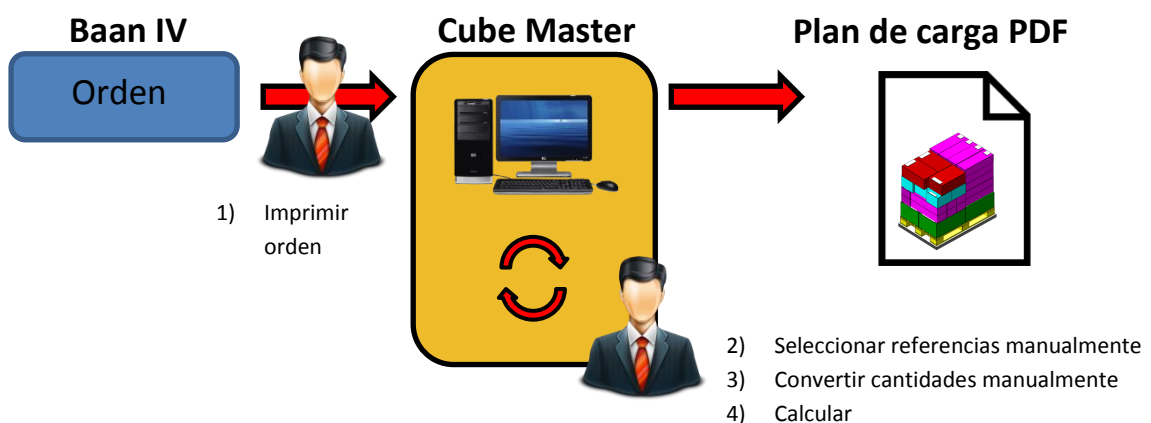 Baan IV
Cube Master
Plan de carga PDF
Orden
1) Imprimir
orden
2) Seleccionar referencias manualmente
3) Convertir cantidades manualmente
4) Calcular